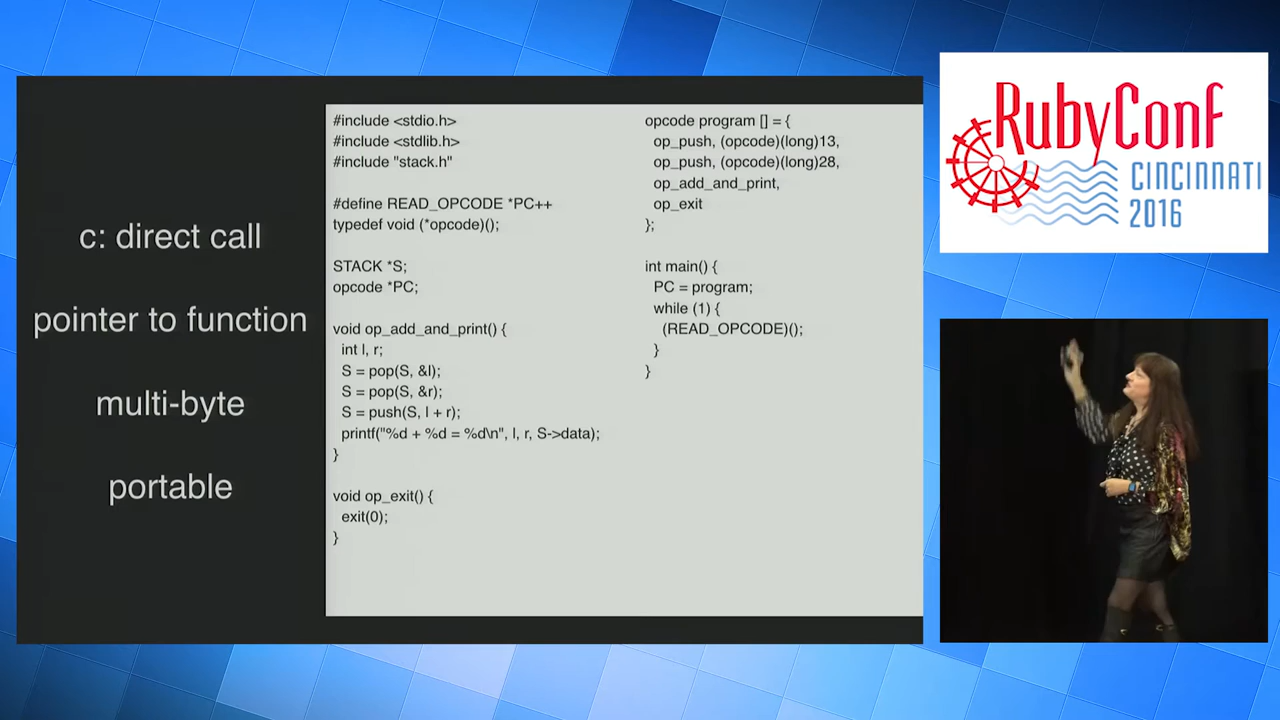 c: direct call
pointer to function
multi-byte
portable
#include <stdio.h>
#include <stdlib.h>
#include "stack.h"
#define READ_OPCODE *PC++
typedef void (*opcode)();
STACK *S;
opcode *PC;
void op_add_and_print() {
int l, r;
S = pop(S, &l);
S = pop(S, &r);
S = push(S, l + r);
printf("%d + %d = %d\n", l, r, S->data);
}
void op_exit() {
exit(0);
}
opcode program [] = {
op_push, (opcode)(long)13,
op_push, (opcode)(long)28,
op_add_and_print,
op_exit
};
int main() {
PC = program;
while (1) {
(READ_OPCODE)();
}
}
RubyConf
CINCINNATI
2016